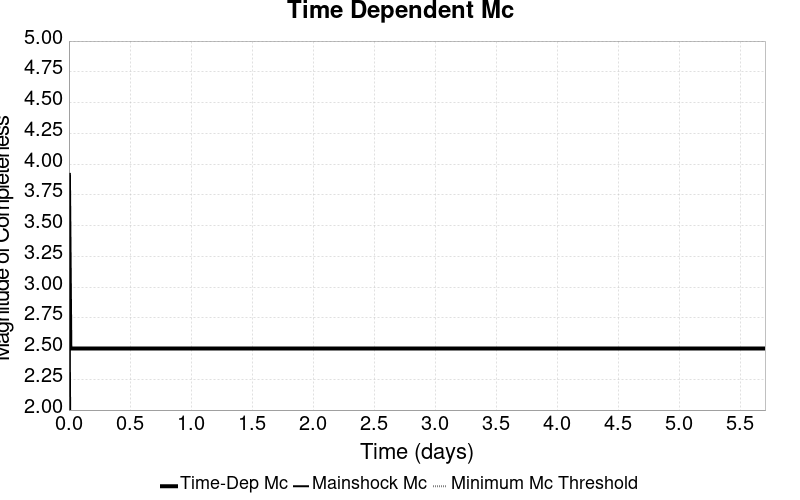 Time Dependent Mc
5.00
4.75
4.50
4.25
4.00
3.75
3.50
3.25
3.00
2.75
2.50
2.25
2.00
Magnitude of Completeness
0.0 0.5 1.0 1.5 2.0 2.5 3.0 3.5 4.0 4.5 5.0 5.5
Time (days)
Time-Dep Mc Mainshock Mc Minimum Mc Threshold